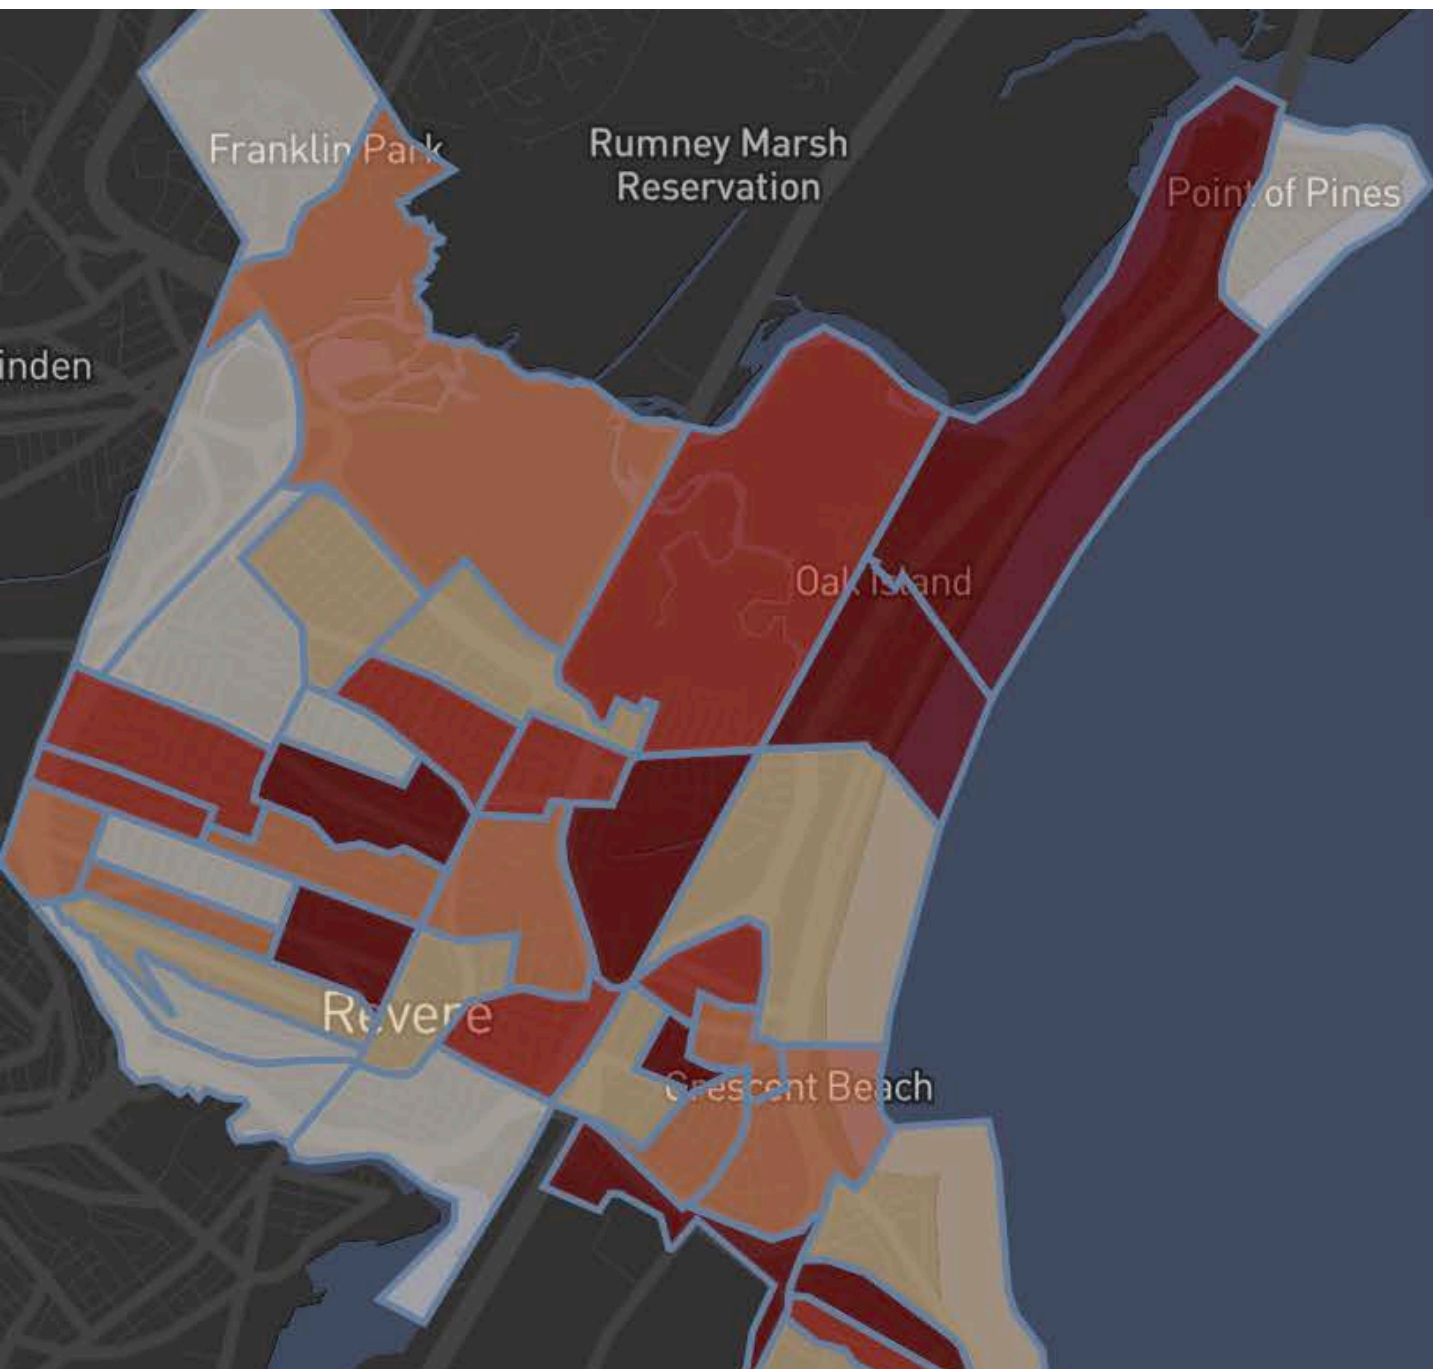 Franklin Park
Rumney Marsh
Reservation
Point of Pines
inden
Oak Island
Revere
Crescent Beach